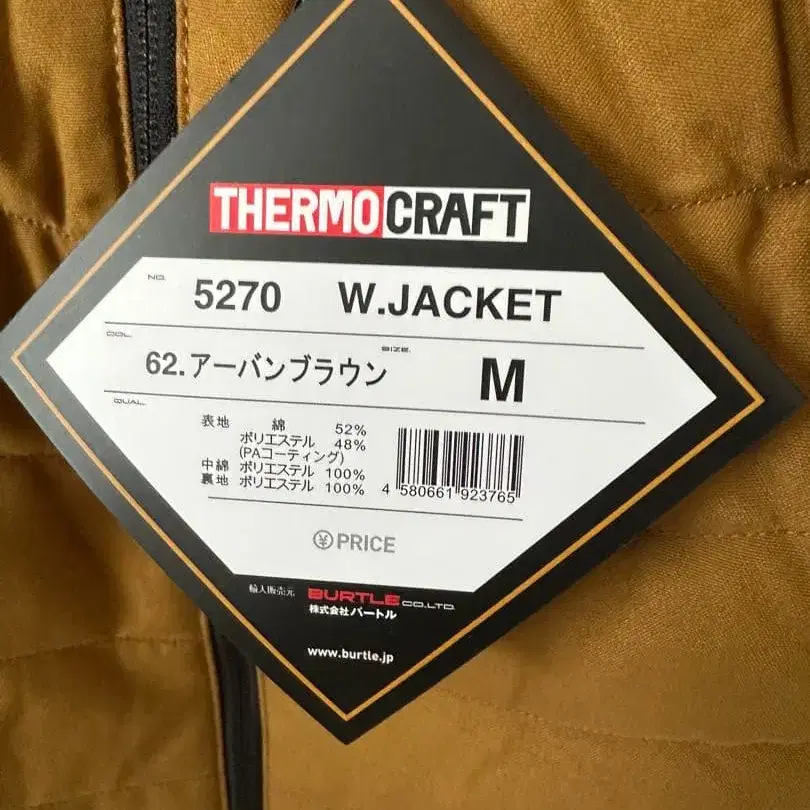 THERMO CRAFT
NO.
5270 W.JACKET
COL.
62.アーバンブラウン
SIZE.
M
QUAL.
表地 綿 52%
ポリエステル 48%
(PAコーティング)
中綿 ポリエステル 100%
裏地 ポリエステル 100%
4 580661 923765
¥ PRICE
輸入販売元 BURTLE CO.LTD.
株式会社バートル
www.burtle.jp